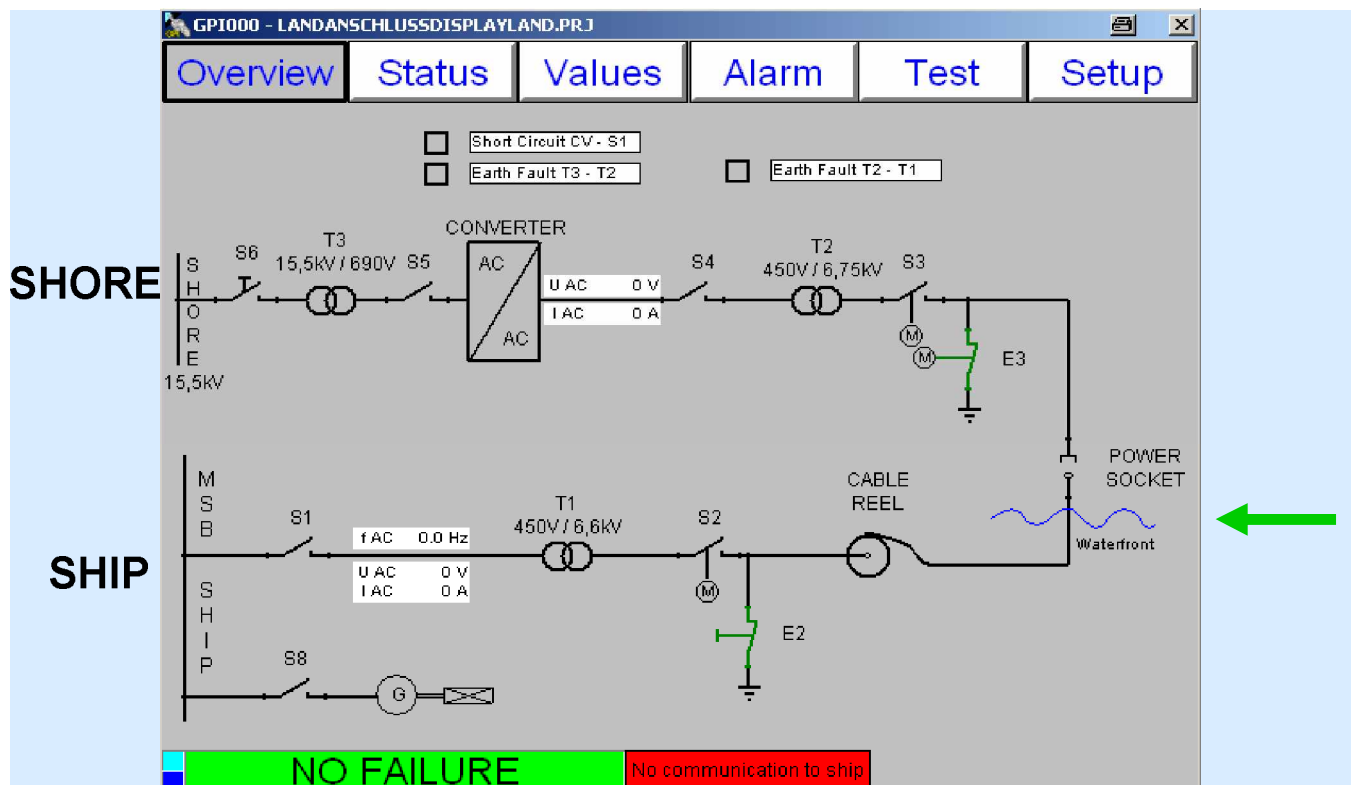 GPI000 - LANDANSCHLUSSDISPLAYLAND.PRJ
Overview Status Values Alarm Test Setup
Short Circuit CV - S1
Earth Fault T3 - T2
Earth Fault T2 - T1
SHORE
SHORE
15,5kV
S6
T3
15,5kV / 690V
S5
CONVERTER
AC
AC
U AC 0 V
I AC 0 A
S4
T2
450V / 6,75kV
S3
M
M
E3
POWER
SOCKET
Waterfront
SHIP
MSB
SHIP
S1
f AC 0.0 Hz
U AC 0 V
I AC 0 A
T1
450V / 6,6kV
S2
M
E2
CABLE
REEL
S8
G
NO FAILURE
No communication to ship